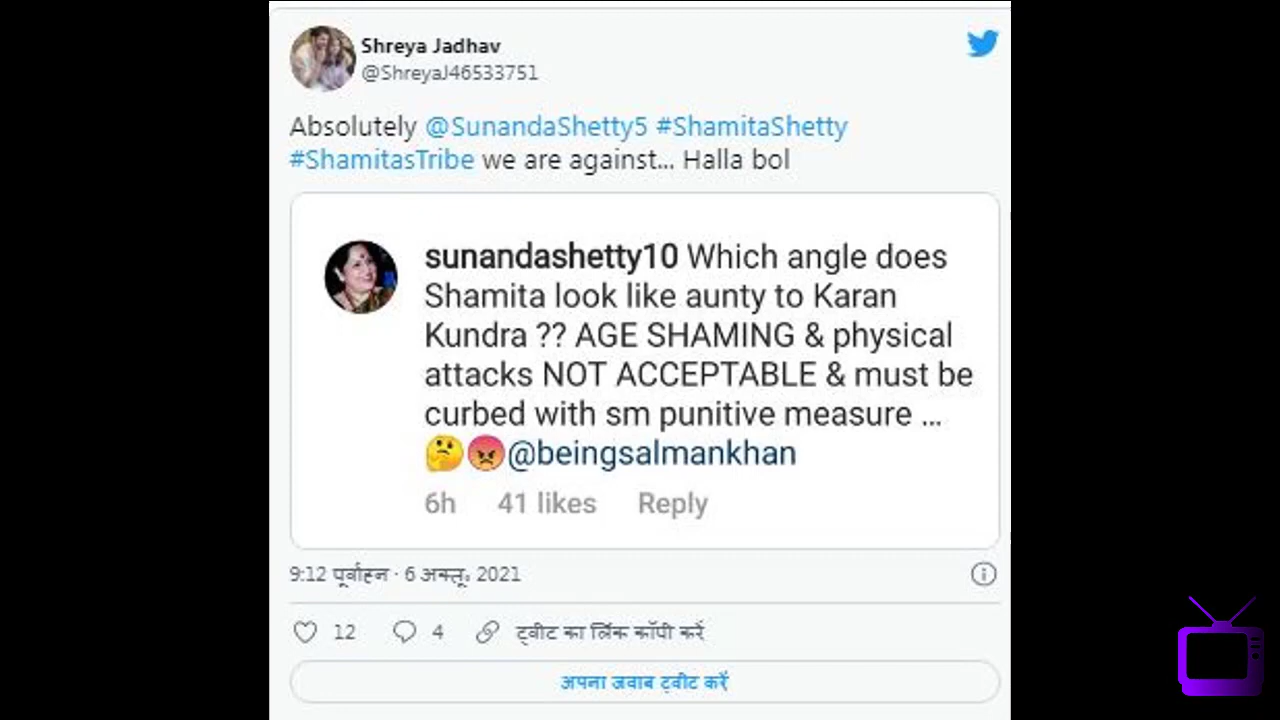 Shreya Jadhav
@ShreyaJ46533751
Absolutely @SunandaShetty5 #ShamitaShetty
#ShamitasTribe we are against... Halla bol
sunandashetty10 Which angle does
Shamita look like aunty to Karan
Kundra ?? AGE SHAMING & physical
attacks NOT ACCEPTABLE & must be
curbed with sm punitive measure ...
🤔😡@beingsalmankhan
6h 41 likes Reply
9:12 पूर्वाह्न · 6 अक्तू॰ 2021
12 4 ट्वीट का लिंक कॉपी करें
अपना जवाब ट्वीट करें